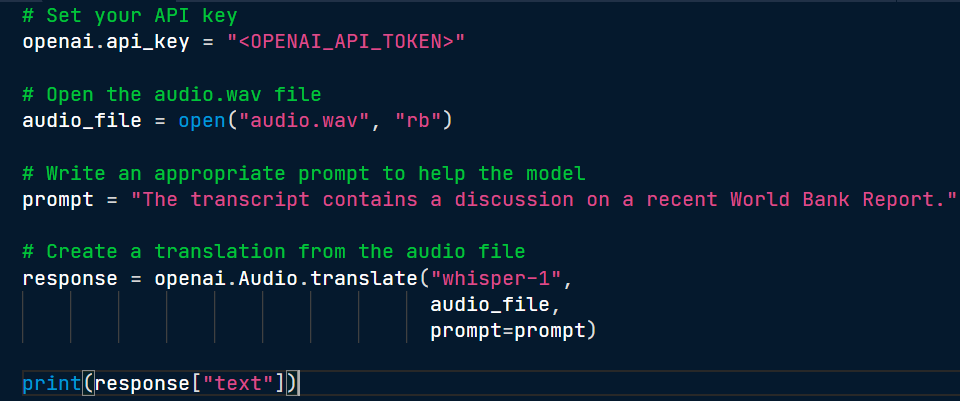 # Set your API key
openai.api_key = "<OPENAI_API_TOKEN>"
# Open the audio.wav file
audio_file = open("audio.wav", "rb")
# Write an appropriate prompt to help the model
prompt = "The transcript contains a discussion on a recent World Bank Report."
# Create a translation from the audio file
response = openai.Audio.translate("whisper-1",
audio_file,
prompt=prompt)
print(response["text"])